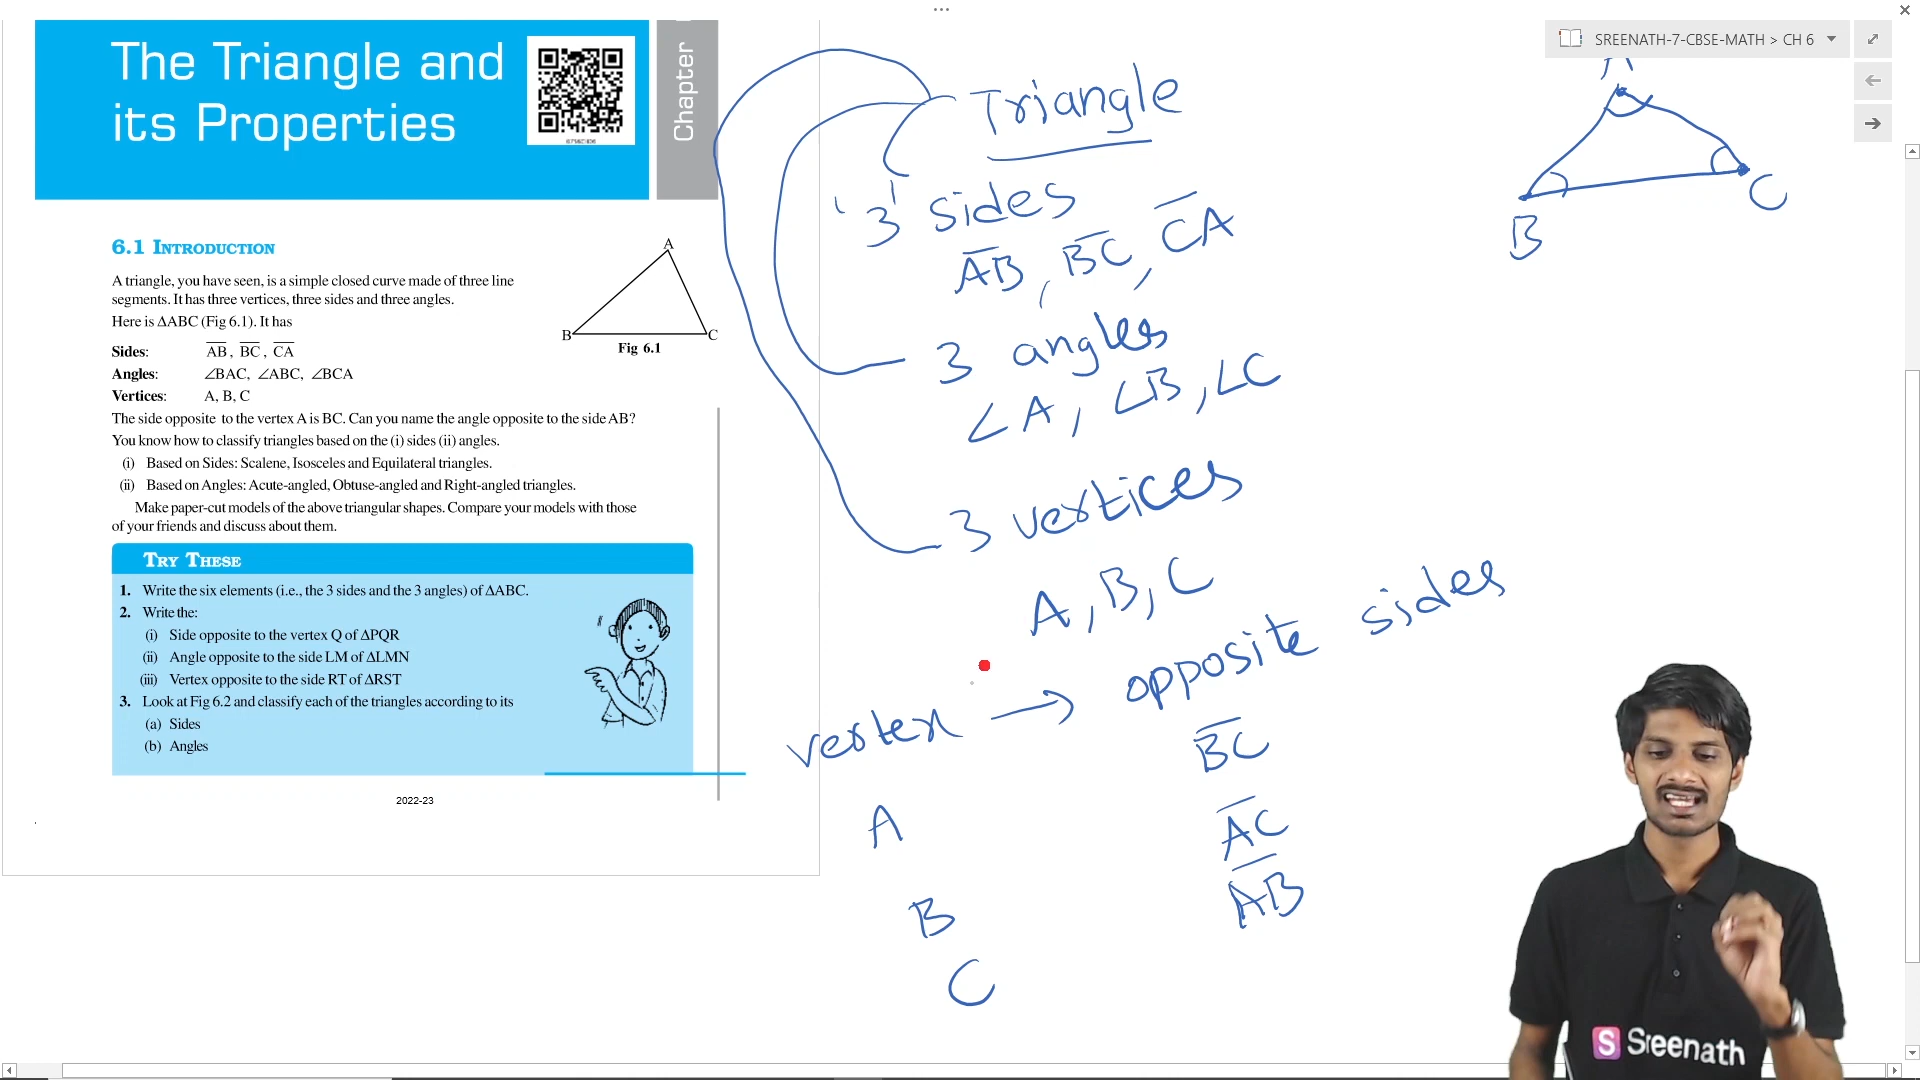 SREENATH-7-CBSE-MATH > CH 6
The Triangle and
its Properties
Chapter
6.1 INTRODUCTION
A triangle, you have seen, is a simple closed curve made of three line
segments. It has three vertices, three sides and three angles.
Here is ΔABC (Fig 6.1). It has
Sides: AB, BC, CA
Angles: ∠BAC, ∠ABC, ∠BCA
Vertices: A, B, C
A
B
C
Fig 6.1
The side opposite to the vertex A is BC. Can you name the angle opposite to the side AB?
You know how to classify triangles based on the (i) sides (ii) angles.
(i) Based on Sides: Scalene, Isosceles and Equilateral triangles.
(ii) Based on Angles: Acute-angled, Obtuse-angled and Right-angled triangles.
Make paper-cut models of the above triangular shapes. Compare your models with those
of your friends and discuss about them.
TRY THESE
1. Write the six elements (i.e., the 3 sides and the 3 angles) of ΔABC.
2. Write the:
(i) Side opposite to the vertex Q of ΔPQR
(ii) Angle opposite to the side LM of ΔLMN
(iii) Vertex opposite to the side RT of ΔRST
3. Look at Fig 6.2 and classify each of the triangles according to its
(a) Sides
(b) Angles
2022-23
Triangle
'3' sides
AB, BC, CA
3 angles
∠A, ∠B, ∠C
3 vertices
A, B, C
vertex → opposite sides
BC
A
AC
B
AB
C
A
B
C
S Sreenath